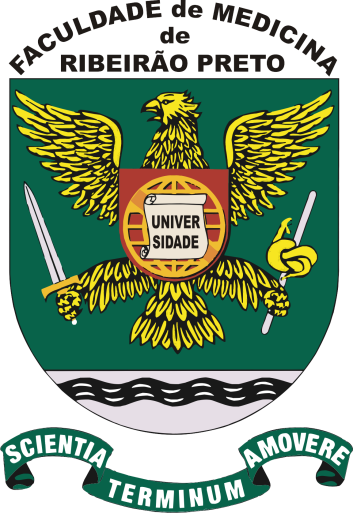 FACULDADE de MEDICINA
de
RIBEIRÃO PRETO
UNIVER
SIDADE
SCIENTIA
TERMINUM
AMOVERE